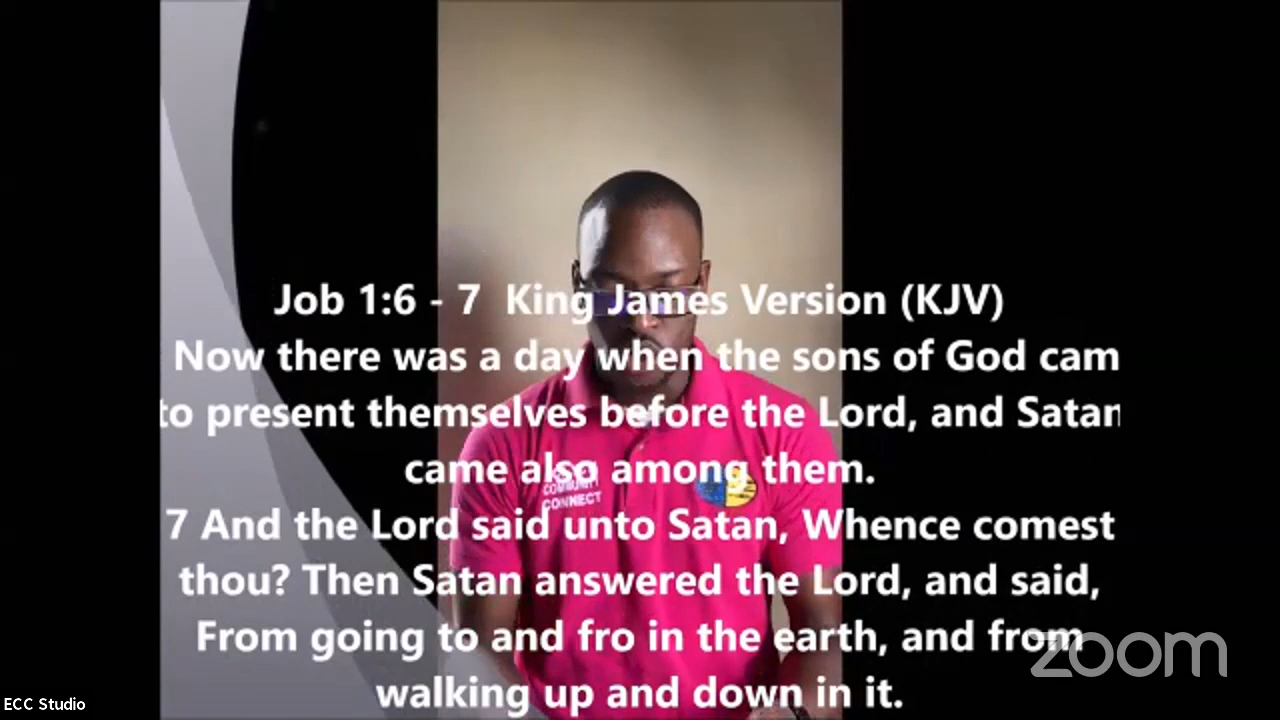 Job 1:6 - 7 King James Version (KJV)
Now there was a day when the sons of God cam
to present themselves before the Lord, and Satan
came also among them.
COMMUNITY
CONNECT
7 And the Lord said unto Satan, Whence comest
thou? Then Satan answered the Lord, and said,
From going to and fro in the earth, and from
walking up and down in it.
zoom
ECC Studio